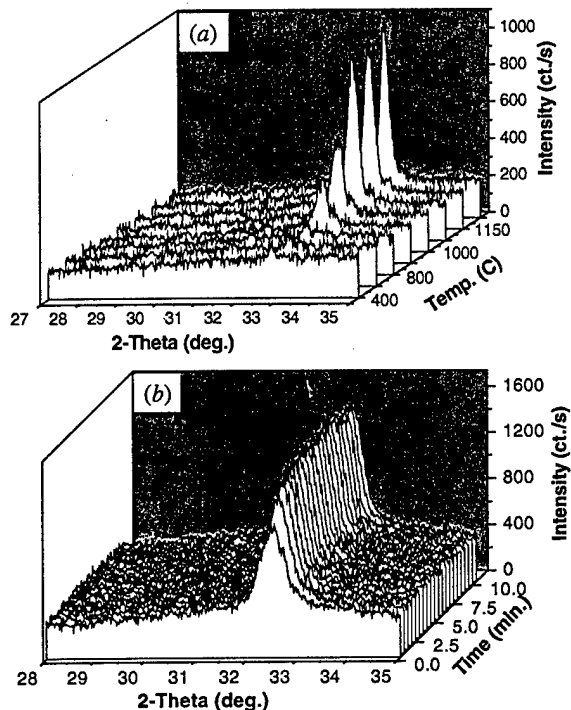 (a)
1000
800
600
400
200
0
Intensity (ct./s)
1150
1000
800
400
Temp. (C)
27 28 29 30 31 32 33 34 35
2-Theta (deg.)
(b)
1600
1200
800
400
0
Intensity (ct./s)
10.0
7.5
5.0
2.5
0.0
Time (min.)
28 29 30 31 32 33 34 35
2-Theta (deg.)